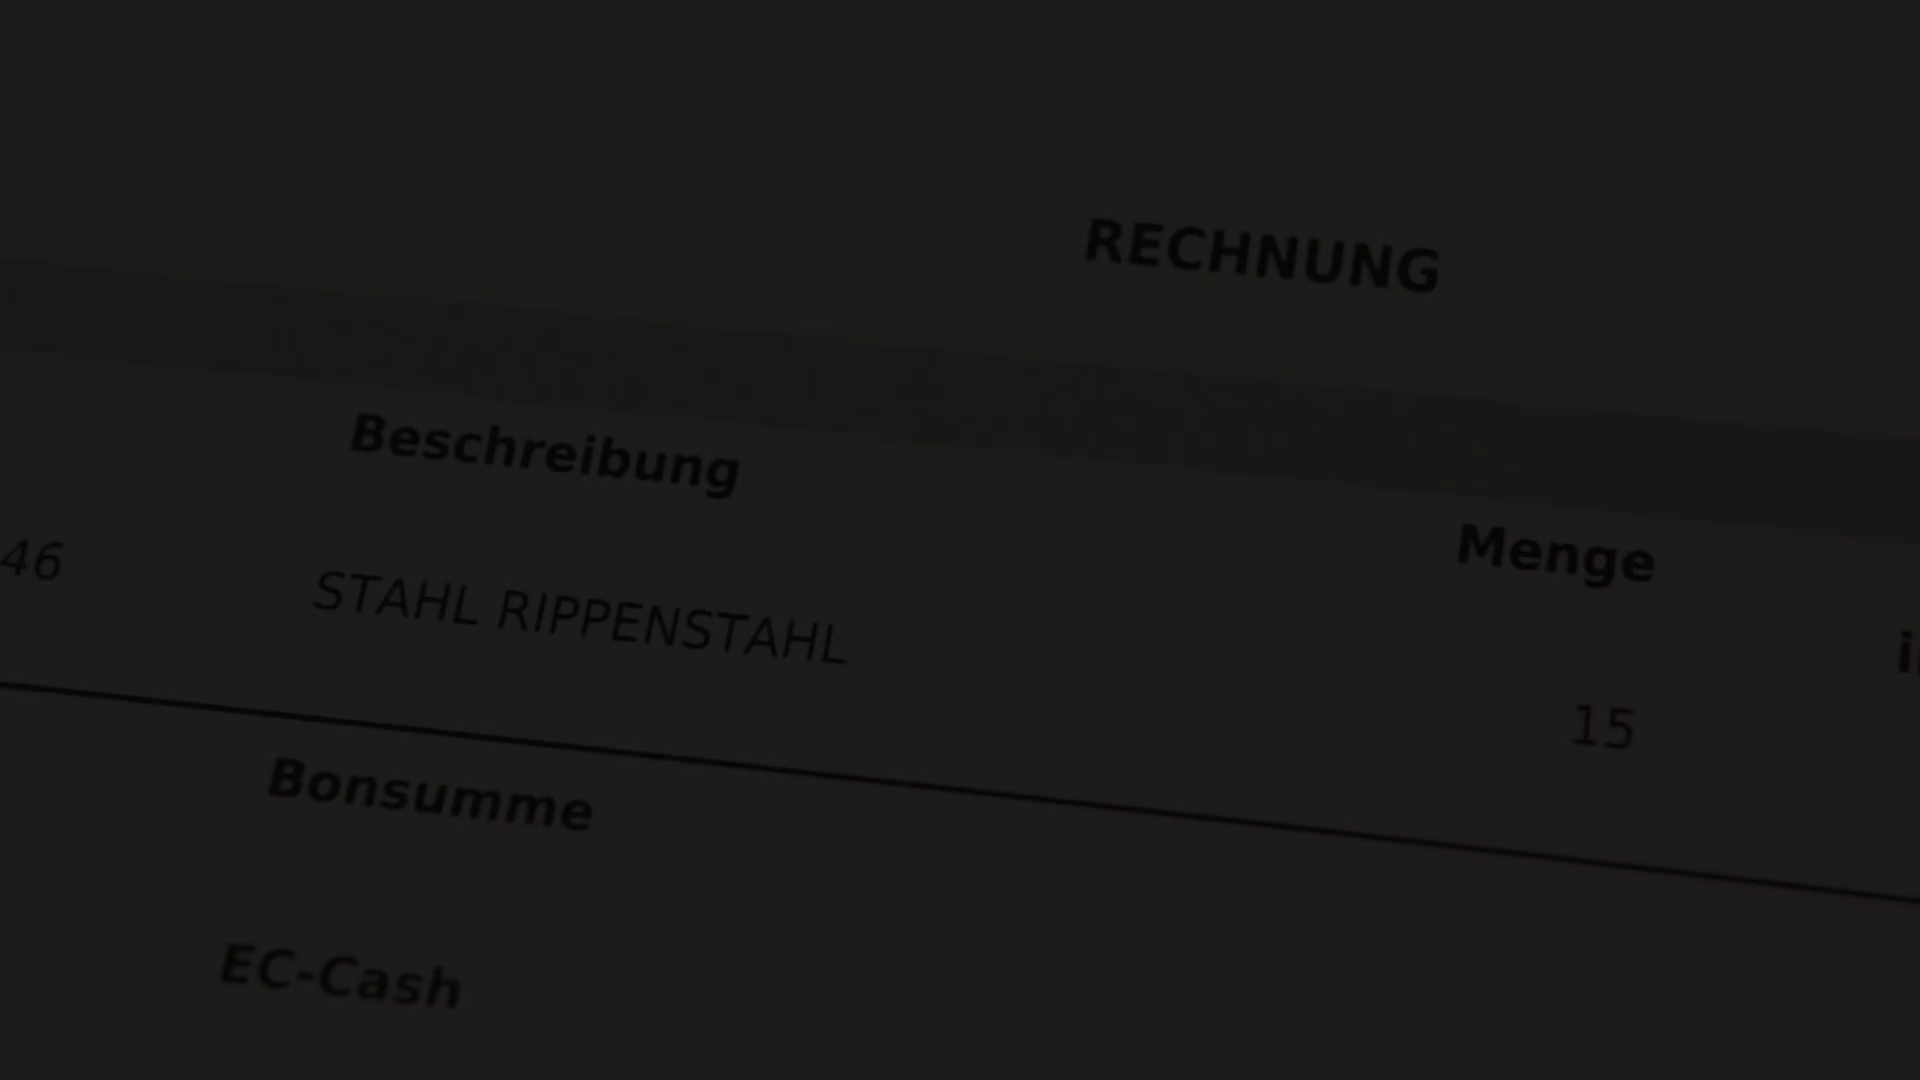 RECHNUNG
Beschreibung Menge
46 STAHL RIPPENSTAHL 15
Bonsumme
EC-Cash